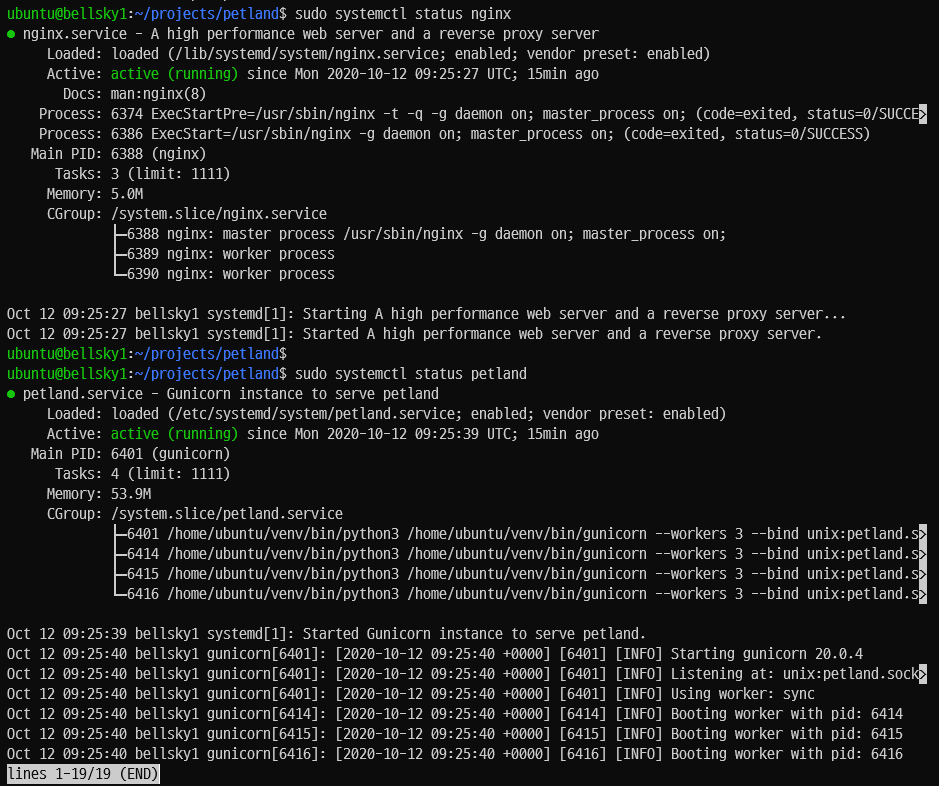 ubuntu@bellsky1:~/projects/petland$ sudo systemctl status nginx
● nginx.service - A high performance web server and a reverse proxy server
     Loaded: loaded (/lib/systemd/system/nginx.service; enabled; vendor preset: enabled)
     Active: active (running) since Mon 2020-10-12 09:25:27 UTC; 15min ago
       Docs: man:nginx(8)
    Process: 6374 ExecStartPre=/usr/sbin/nginx -t -q -g daemon on; master_process on; (code=exited, status=0/SUCCE>
    Process: 6386 ExecStart=/usr/sbin/nginx -g daemon on; master_process on; (code=exited, status=0/SUCCESS)
   Main PID: 6388 (nginx)
      Tasks: 3 (limit: 1111)
     Memory: 5.0M
     CGroup: /system.slice/nginx.service
             ├─6388 nginx: master process /usr/sbin/nginx -g daemon on; master_process on;
             ├─6389 nginx: worker process
             └─6390 nginx: worker process
Oct 12 09:25:27 bellsky1 systemd[1]: Starting A high performance web server and a reverse proxy server...
Oct 12 09:25:27 bellsky1 systemd[1]: Started A high performance web server and a reverse proxy server.
ubuntu@bellsky1:~/projects/petland$
ubuntu@bellsky1:~/projects/petland$ sudo systemctl status petland
● petland.service - Gunicorn instance to serve petland
     Loaded: loaded (/etc/systemd/system/petland.service; enabled; vendor preset: enabled)
     Active: active (running) since Mon 2020-10-12 09:25:39 UTC; 15min ago
   Main PID: 6401 (gunicorn)
      Tasks: 4 (limit: 1111)
     Memory: 53.9M
     CGroup: /system.slice/petland.service
             ├─6401 /home/ubuntu/venv/bin/python3 /home/ubuntu/venv/bin/gunicorn --workers 3 --bind unix:petland.s>
             ├─6414 /home/ubuntu/venv/bin/python3 /home/ubuntu/venv/bin/gunicorn --workers 3 --bind unix:petland.s>
             ├─6415 /home/ubuntu/venv/bin/python3 /home/ubuntu/venv/bin/gunicorn --workers 3 --bind unix:petland.s>
             └─6416 /home/ubuntu/venv/bin/python3 /home/ubuntu/venv/bin/gunicorn --workers 3 --bind unix:petland.s>
Oct 12 09:25:39 bellsky1 systemd[1]: Started Gunicorn instance to serve petland.
Oct 12 09:25:40 bellsky1 gunicorn[6401]: [2020-10-12 09:25:40 +0000] [6401] [INFO] Starting gunicorn 20.0.4
Oct 12 09:25:40 bellsky1 gunicorn[6401]: [2020-10-12 09:25:40 +0000] [6401] [INFO] Listening at: unix:petland.sock>
Oct 12 09:25:40 bellsky1 gunicorn[6401]: [2020-10-12 09:25:40 +0000] [6401] [INFO] Using worker: sync
Oct 12 09:25:40 bellsky1 gunicorn[6414]: [2020-10-12 09:25:40 +0000] [6414] [INFO] Booting worker with pid: 6414
Oct 12 09:25:40 bellsky1 gunicorn[6415]: [2020-10-12 09:25:40 +0000] [6415] [INFO] Booting worker with pid: 6415
Oct 12 09:25:40 bellsky1 gunicorn[6416]: [2020-10-12 09:25:40 +0000] [6416] [INFO] Booting worker with pid: 6416
lines 1-19/19 (END)